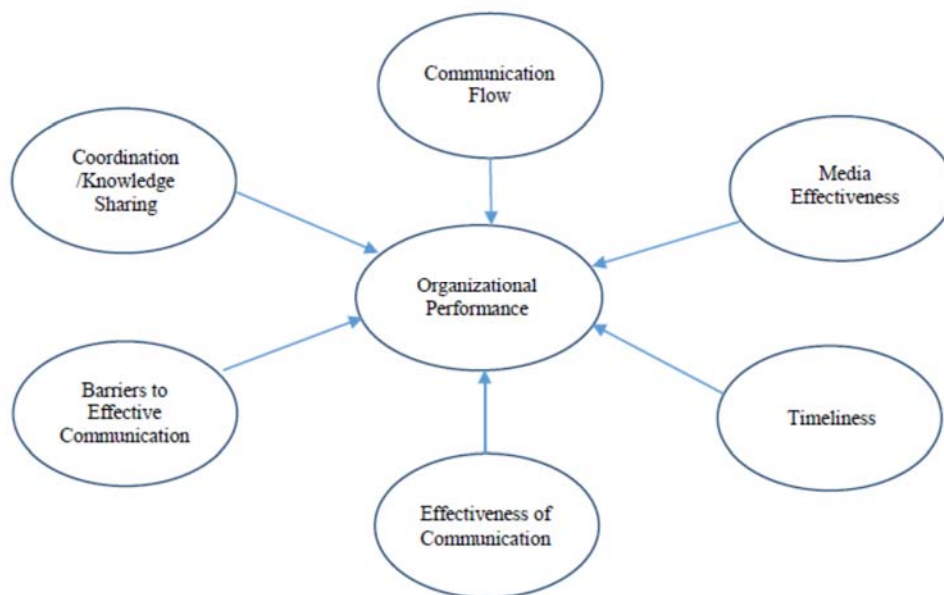 Communication
Flow
Coordination
/Knowledge
Sharing
Media
Effectiveness
Organizational
Performance
Barriers to
Effective
Communication
Timeliness
Effectiveness of
Communication